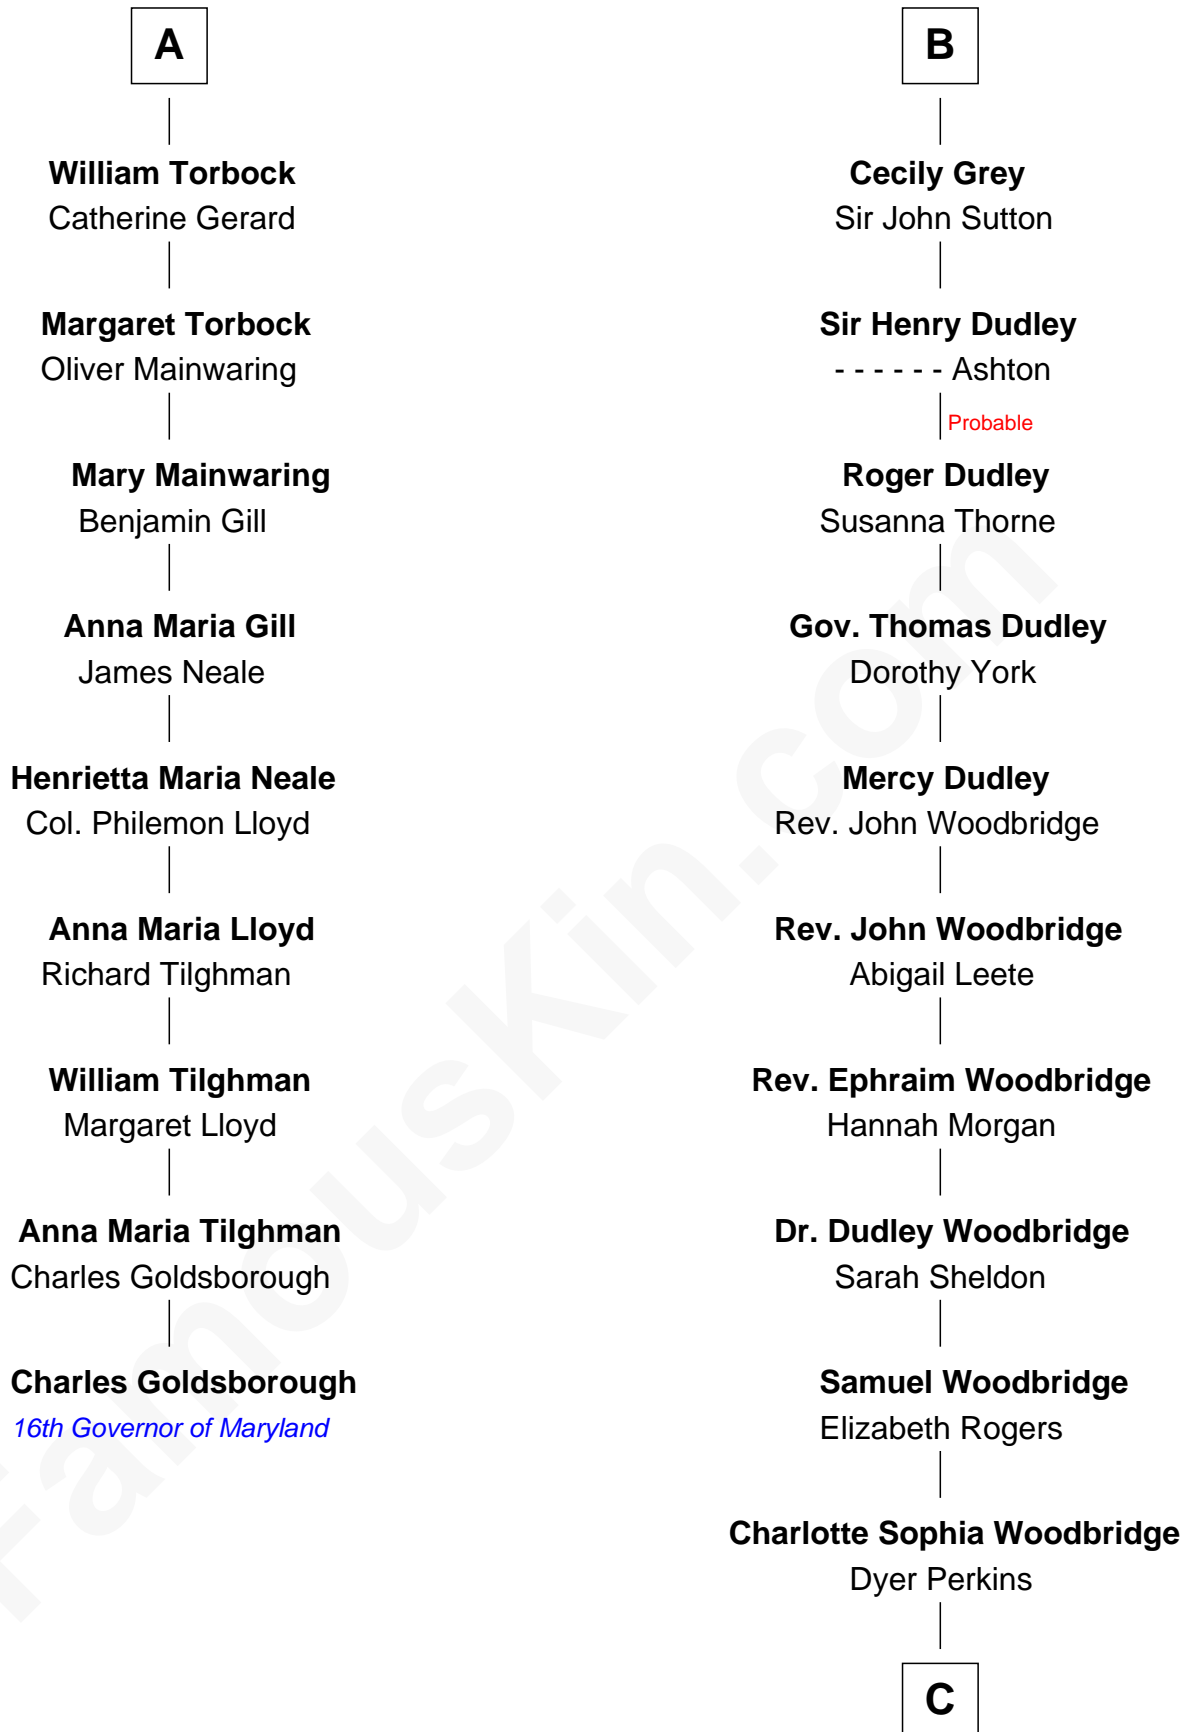 A
William Torbock
Catherine Gerard
Margaret Torbock
Oliver Mainwaring
Mary Mainwaring
Benjamin Gill
Anna Maria Gill
James Neale
Henrietta Maria Neale
Col. Philemon Lloyd
Anna Maria Lloyd
Richard Tilghman
William Tilghman
Margaret Lloyd
Anna Maria Tilghman
Charles Goldsborough
Charles Goldsborough
16th Governor of Maryland
B
Cecily Grey
Sir John Sutton
Sir Henry Dudley
- - - - - - Ashton
Probable
Roger Dudley
Susanna Thorne
Gov. Thomas Dudley
Dorothy York
Mercy Dudley
Rev. John Woodbridge
Rev. John Woodbridge
Abigail Leete
Rev. Ephraim Woodbridge
Hannah Morgan
Dr. Dudley Woodbridge
Sarah Sheldon
Samuel Woodbridge
Elizabeth Rogers
Charlotte Sophia Woodbridge
Dyer Perkins
C
FamousKin.com